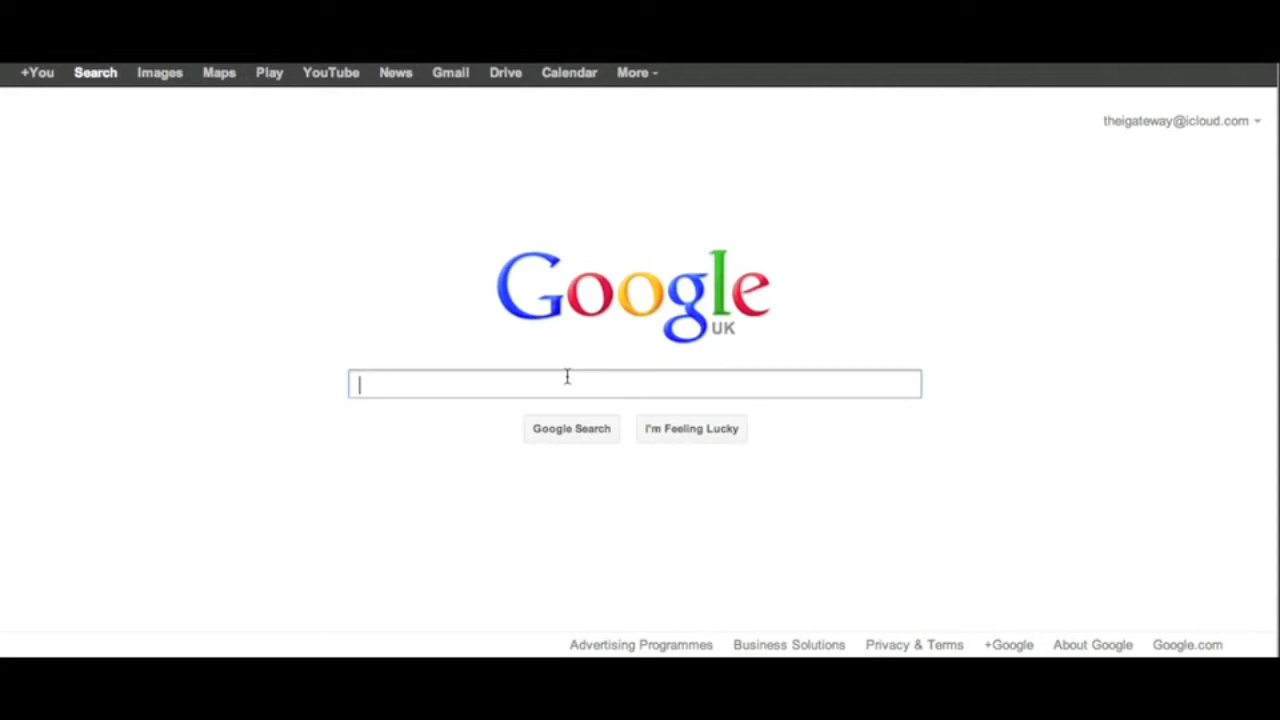 +You Search Images Maps Play YouTube News Gmail Drive Calendar More
theigateway@icloud.com
Google
UK
Google Search I'm Feeling Lucky
Advertising Programmes Business Solutions Privacy & Terms +Google About Google Google.com